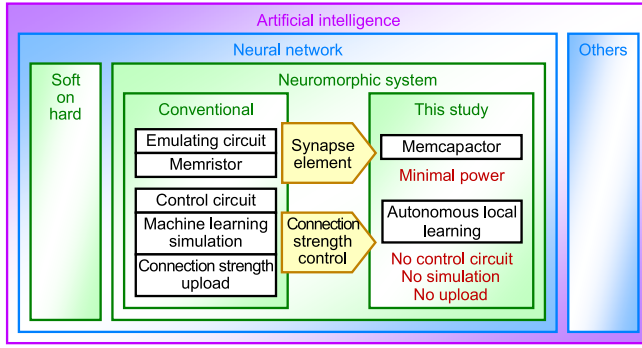 Artificial intelligence
Neural network
Others
Soft
on
hard
Neuromorphic system
Conventional
This study
Emulating circuit
Memristor
Synapse
element
Memcapactor
Minimal power
Control circuit
Machine learning
simulation
Connection strength
upload
Connection
strength
control
Autonomous local
learning
No control circuit
No simulation
No upload